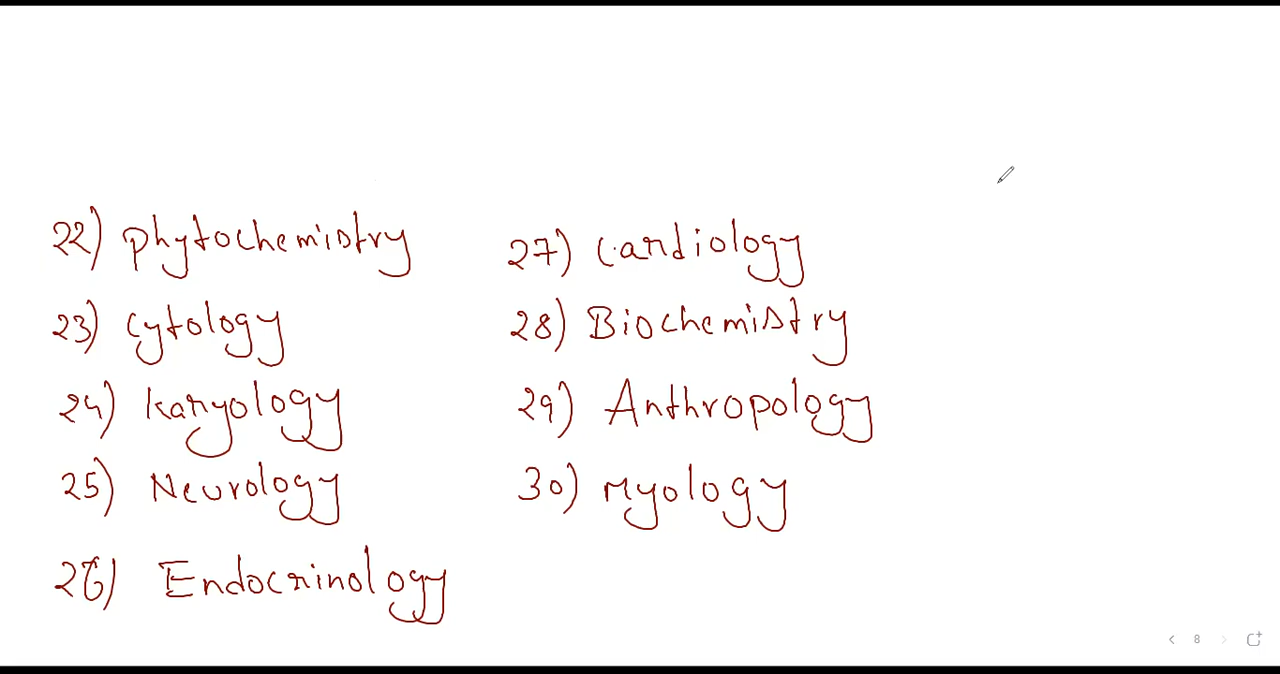 22) Phytochemistry
23) Cytology
24) Karyology
25) Neurology
26) Endocrinology
27) Cardiology
28) Biochemistry
29) Anthropology
30) Myology
8